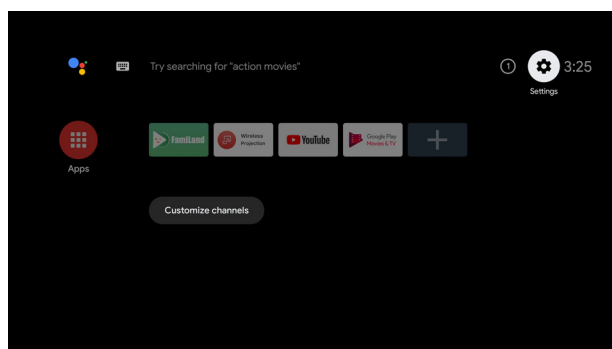 Try searching for "action movies"
1
3:25
Settings
Apps
FamiLand
Wireless
Projection
YouTube
Google Play
Movies & TV
Customize channels